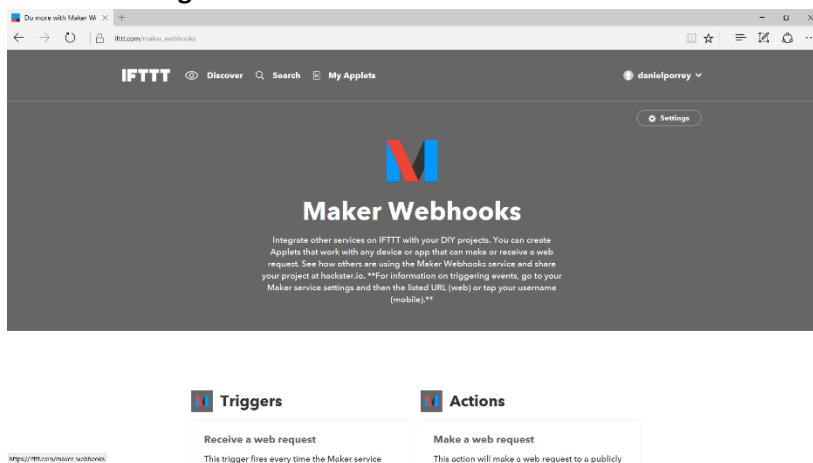 Do more with Maker W
ifttt.com/maker_webhooks
IFTTT Discover Search My Applets danielporrey
Settings
Maker Webhooks
Integrate other services on IFTTT with your DIY projects. You can create
Applets that work with any device or app that can make or receive a web
request. See how others are using the Maker Webhooks service and share
your project at hackster.io. **For information on triggering events, go to your
Maker service settings and then the listed URL (web) or tap your username
(mobile).**
Triggers
Receive a web request
This trigger fires every time the Maker service
Actions
Make a web request
This action will make a web request to a publicly
https://ifttt.com/maker_webhooks